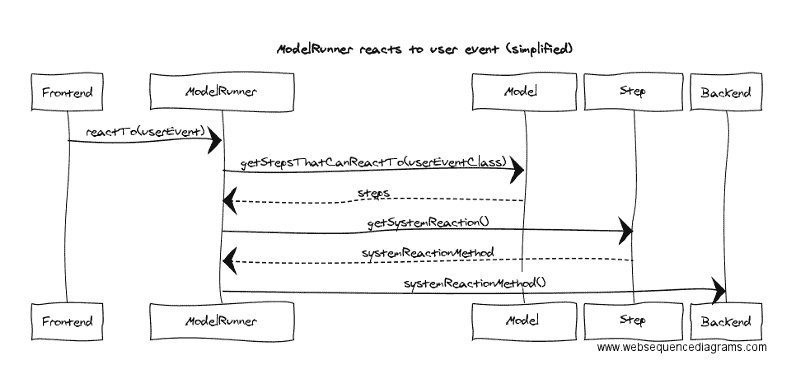 ModelRunner reacts to user event (simplified)
Frontend ModelRunner Model Step Backend
reactTo(userEvent)
getStepsThatCanReactTo(userEventClass)
steps
getSystemReaction()
systemReactionMethod
systemReactionMethod()
Frontend ModelRunner Model Step Backend
www.websequencediagrams.com